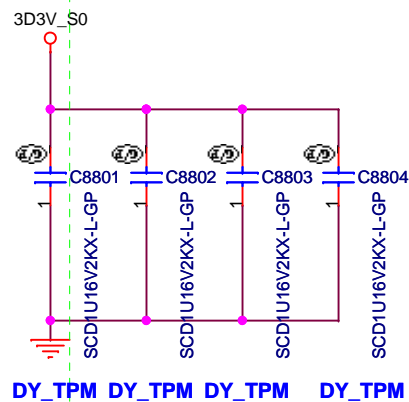 3D3V_S0
C8801
C8802
C8803
C8804
1
1
1
1
SCD1U16V2KX-L-GP
SCD1U16V2KX-L-GP
SCD1U16V2KX-L-GP
SCD1U16V2KX-L-GP
DY_TPM DY_TPM DY_TPM DY_TPM